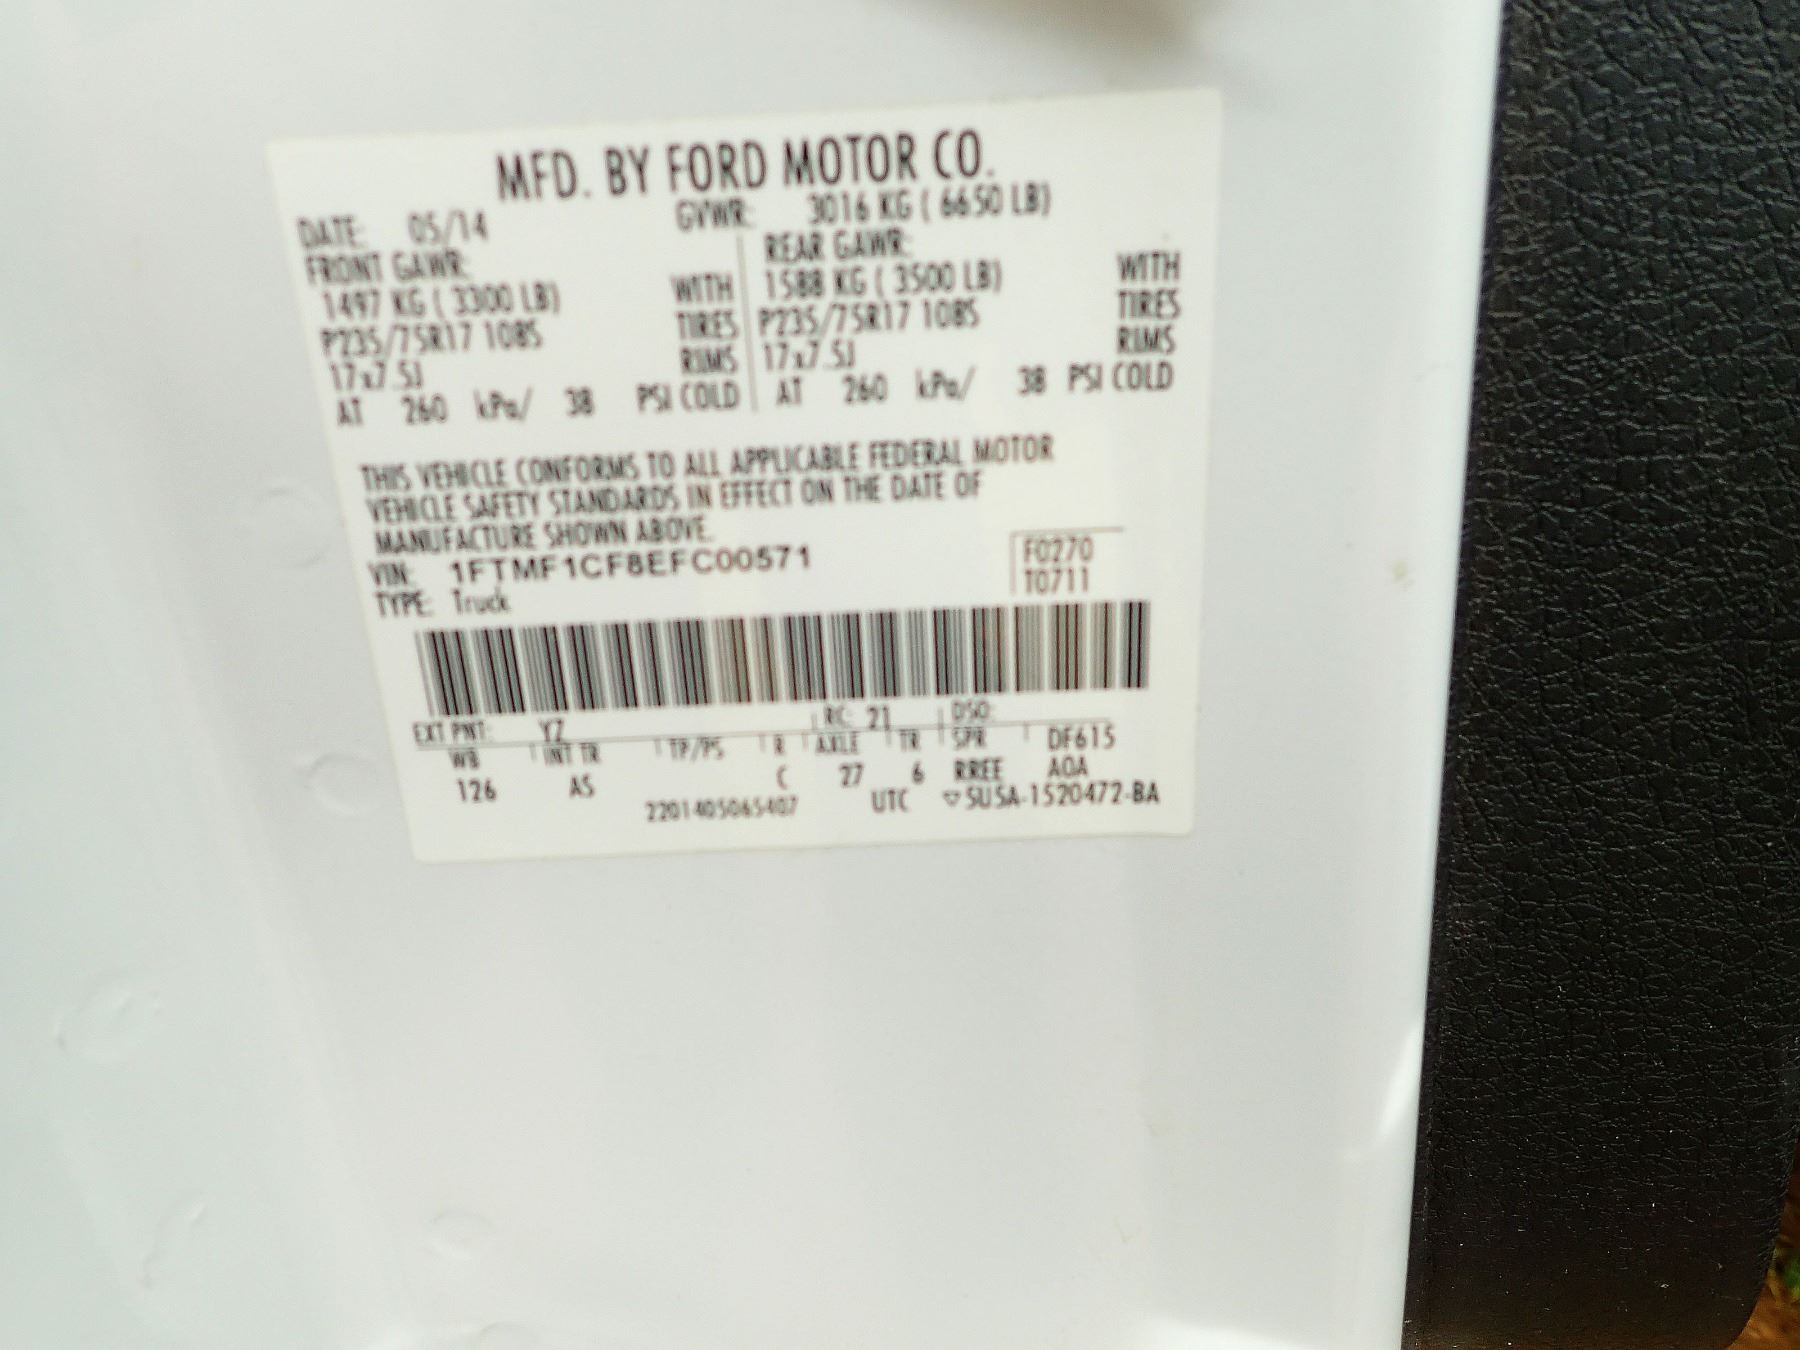 MFD. BY FORD MOTOR CO.
DATE: 05/14 GVWR: 3016 KG ( 6650 LB)
FRONT GAWR: REAR GAWR:
1497 KG ( 3300 LB) WITH 1588 KG ( 3500 LB) WITH
P235/75R17 108S TIRES P235/75R17 108S TIRES
17x7.5J RIMS 17x7.5J RIMS
AT 260 kPa/ 38 PSI COLD AT 260 kPa/ 38 PSI COLD
THIS VEHICLE CONFORMS TO ALL APPLICABLE FEDERAL MOTOR
VEHICLE SAFETY STANDARDS IN EFFECT ON THE DATE OF
MANUFACTURE SHOWN ABOVE.
VIN: 1FTMF1CF8EFC00571 F0270
TYPE: Truck T0711
EXT PNT: YZ RC: 21 DSO:
WB INT TR TP/PS R AXLE TR SPR DF615
126 AS C 27 6 RREE AOA
2201405065407 UTC ▽SUSA-1520472-BA